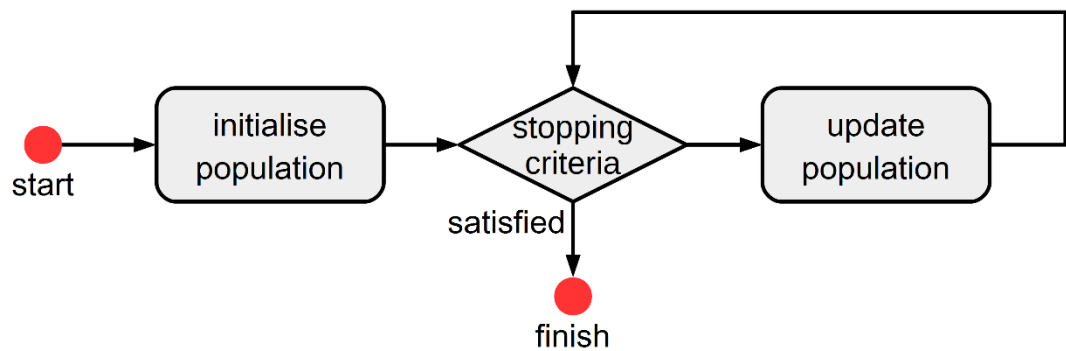 start
initialise
population
stopping
criteria
update
population
satisfied
finish